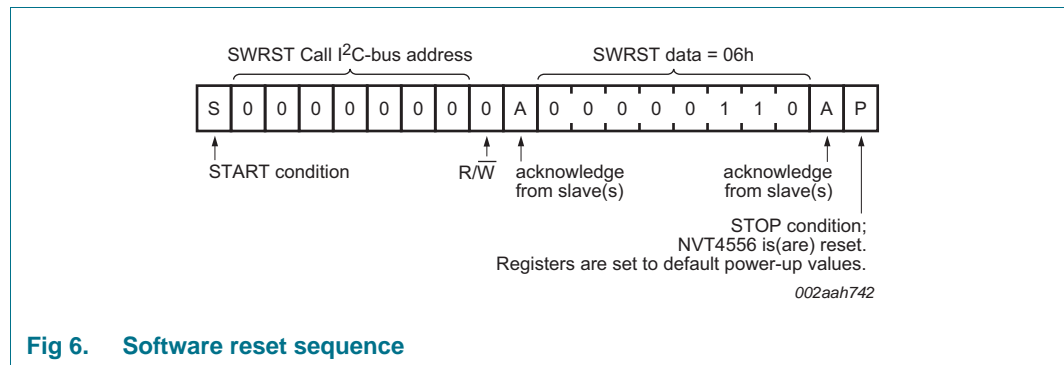 SWRST Call I2C-bus address SWRST data = 06h
S 0 0 0 0 0 0 0 0 A 0 0 0 0 0 1 1 0 A P
START condition R/W acknowledge from slave(s) acknowledge from slave(s)
STOP condition;
NVT4556 is(are) reset.
Registers are set to default power-up values.
002aah742
Fig 6. Software reset sequence